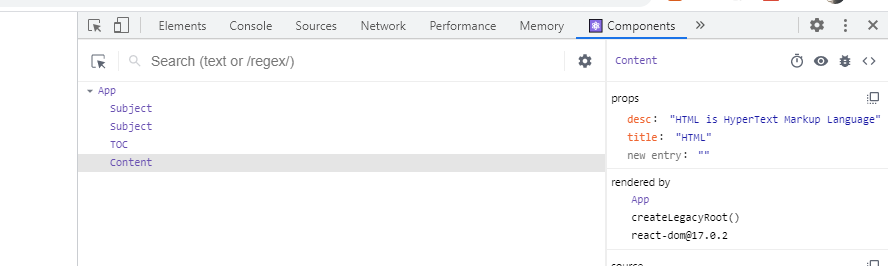 Elements Console Sources Network Performance Memory Components »
Search (text or /regex/)
Content
App
Subject
Subject
TOC
Content
props
desc: "HTML is HyperText Markup Language"
title: "HTML"
new entry: ""
rendered by
App
createLegacyRoot()
react-dom@17.0.2
source